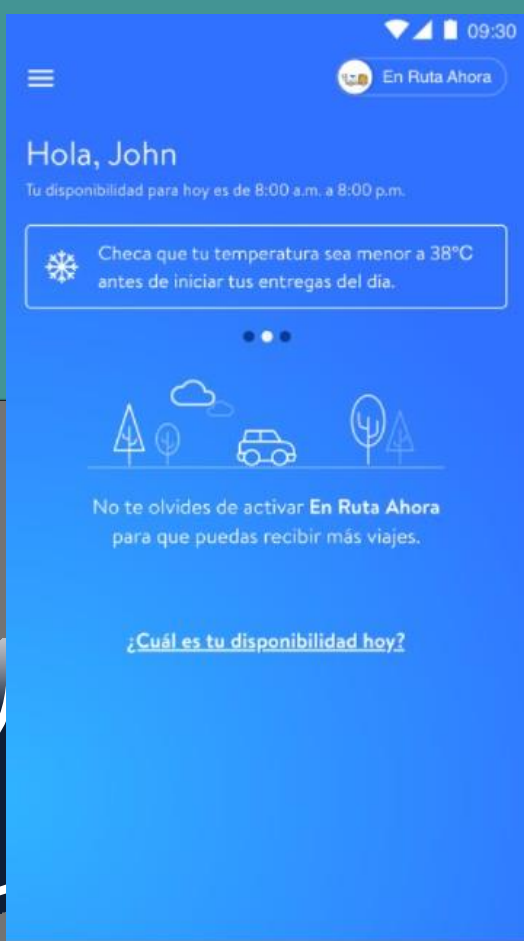 09:30
En Ruta Ahora
Hola, John
Tu disponibilidad para hoy es de 8:00 a.m. a 8:00 p.m.
Checa que tu temperatura sea menor a 38°C
antes de iniciar tus entregas del día.
No te olvides de activar En Ruta Ahora
para que puedas recibir más viajes.
¿Cuál es tu disponibilidad hoy?